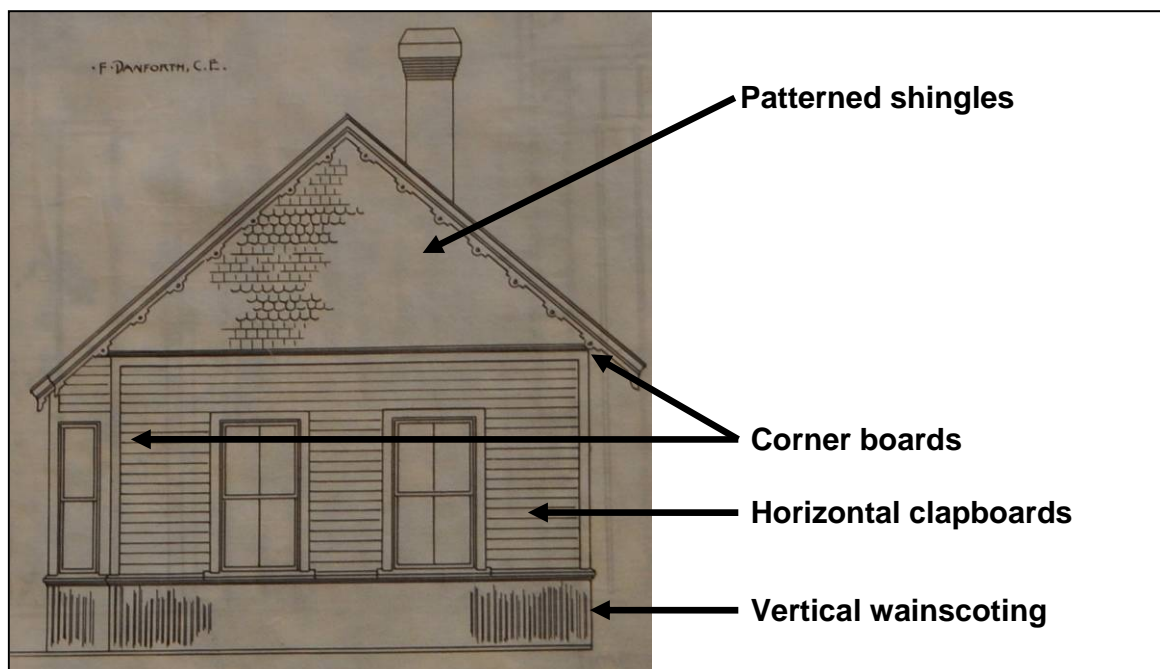 ·F·DANFORTH, C.E.
Patterned shingles
Corner boards
Horizontal clapboards
Vertical wainscoting